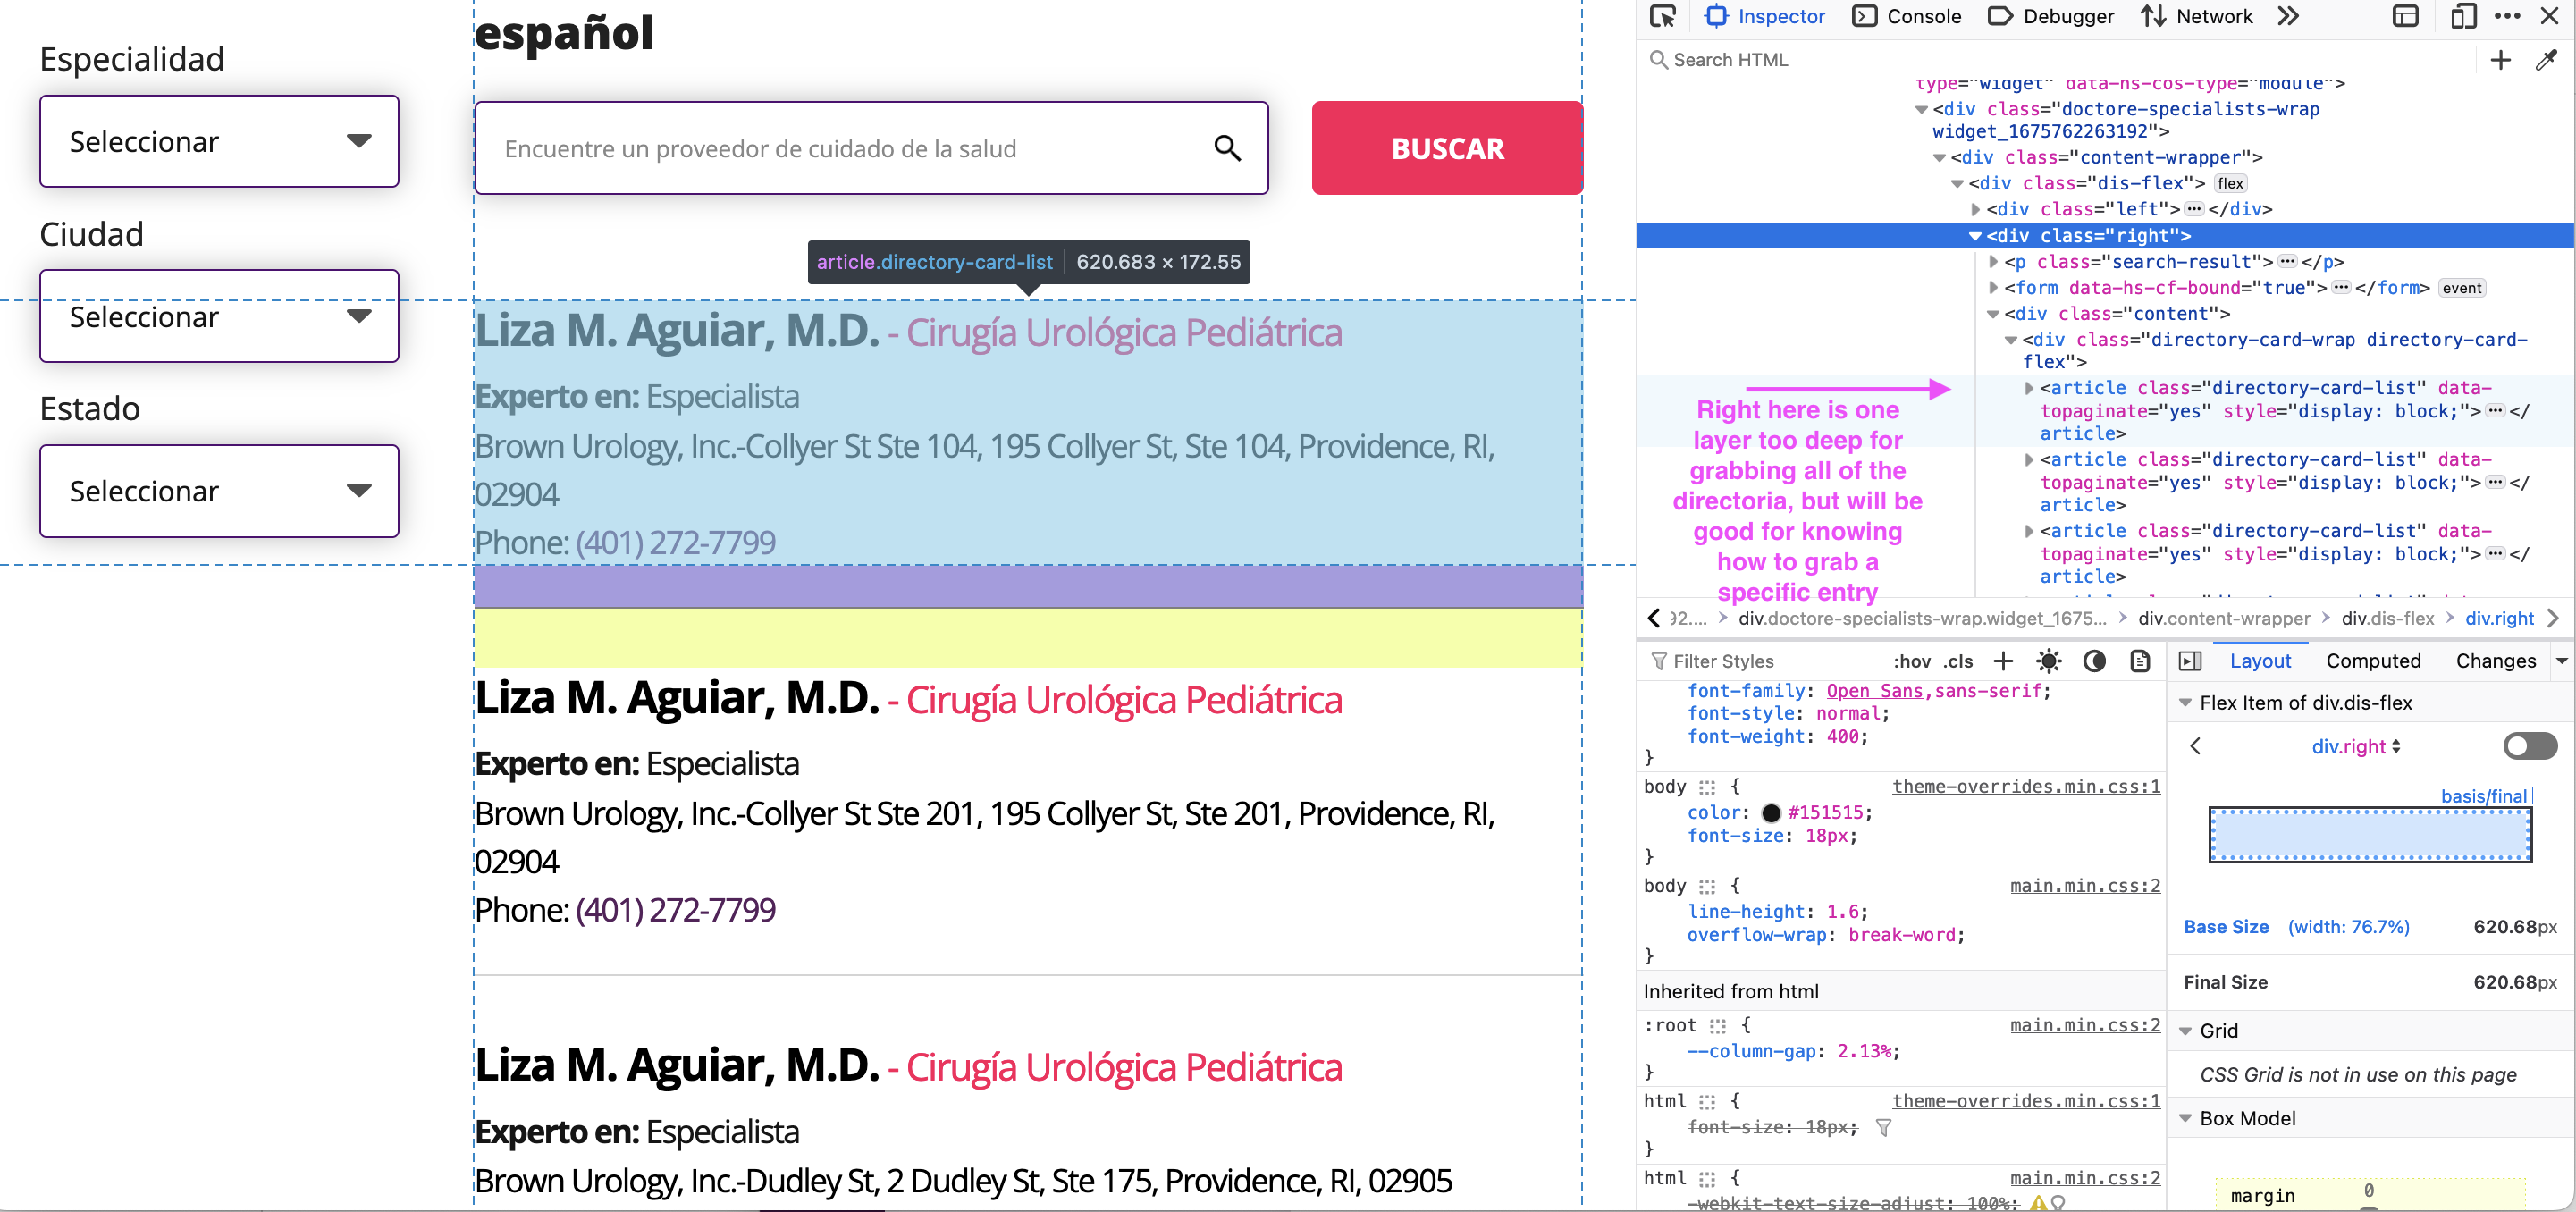 español
Especialidad
Seleccionar
Encuentre un proveedor de cuidado de la salud
BUSCAR
Ciudad
Seleccionar
Estado
Seleccionar
article.directory-card-list 620.683 × 172.55
Liza M. Aguiar, M.D. - Cirugía Urológica Pediátrica
Experto en: Especialista
Brown Urology, Inc.-Collyer St Ste 104, 195 Collyer St, Ste 104, Providence, RI,
02904
Phone: (401) 272-7799
Liza M. Aguiar, M.D. - Cirugía Urológica Pediátrica
Experto en: Especialista
Brown Urology, Inc.-Collyer St Ste 201, 195 Collyer St, Ste 201, Providence, RI,
02904
Phone: (401) 272-7799
Liza M. Aguiar, M.D. - Cirugía Urológica Pediátrica
Experto en: Especialista
Brown Urology, Inc.-Dudley St, 2 Dudley St, Ste 175, Providence, RI, 02905
Inspector Console Debugger Network
Search HTML
type="widget" data-hs-cos-type="module">
<div class="doctore-specialists-wrap
widget_1675762263192">
<div class="content-wrapper">
<div class="dis-flex"> flex
<div class="left"> ••• </div>
<div class="right">
<p class="search-result"> ••• </p>
<form data-hs-cf-bound="true"> ••• </form> event
<div class="content">
<div class="directory-card-wrap directory-card-
flex">
<article class="directory-card-list" data-
topaginate="yes" style="display: block;"> ••• </
article>
<article class="directory-card-list" data-
topaginate="yes" style="display: block;"> ••• </
article>
<article class="directory-card-list" data-
topaginate="yes" style="display: block;"> ••• </
article>
Right here is one
layer too deep for
grabbing all of the
directoria, but will be
good for knowing
how to grab a
specific entry
92.... > div.doctore-specialists-wrap.widget_1675... > div.content-wrapper > div.dis-flex > div.right
Filter Styles :hov .cls
font-family: Open Sans,sans-serif;
font-style: normal;
font-weight: 400;
}
body { theme-overrides.min.css:1
color: #151515;
font-size: 18px;
}
body { main.min.css:2
line-height: 1.6;
overflow-wrap: break-word;
}
Inherited from html
:root { main.min.css:2
--column-gap: 2.13%;
}
html { theme-overrides.min.css:1
font-size: 18px;
}
html { main.min.css:2
-webkit-text-size-adjust: 100%;
Layout Computed Changes
Flex Item of div.dis-flex
div.right
basis/final
Base Size (width: 76.7%) 620.68px
Final Size 620.68px
Grid
CSS Grid is not in use on this page
Box Model
margin 0